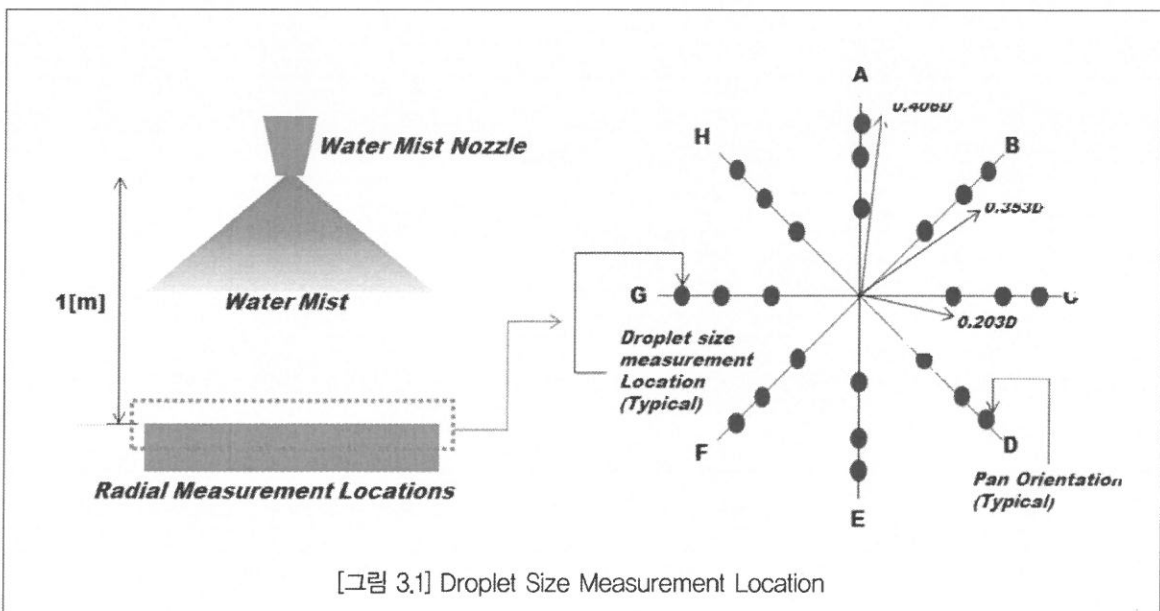 Water Mist Nozzle
1[m]
Water Mist
Radial Measurement Locations
A
0.406D
B
0.353D
H
G
0.203D
Droplet size
measurement
Location
(Typical)
F
D
E
Pan Orientation
(Typical)
[그림 3.1] Droplet Size Measurement Location